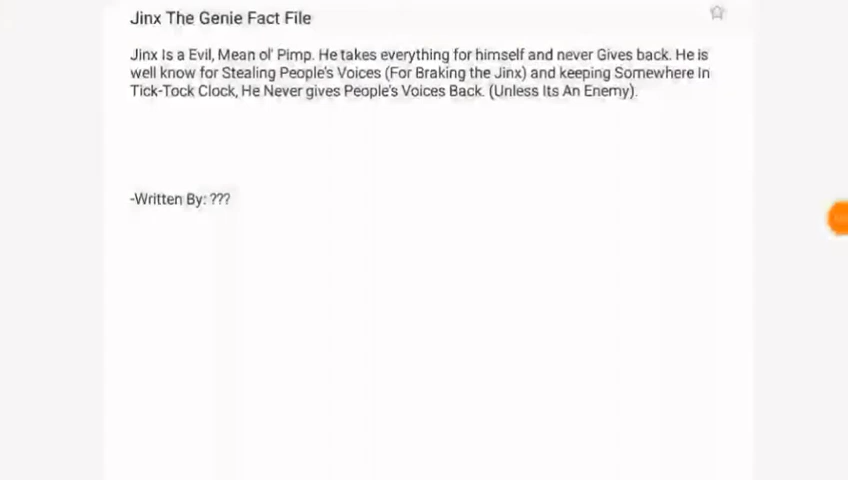 Jinx The Genie Fact File
Jinx Is a Evil, Mean ol' Pimp. He takes everything for himself and never Gives back. He is
well know for Stealing People's Voices (For Braking the Jinx) and keeping Somewhere In
Tick-Tock Clock, He Never gives People's Voices Back. (Unless Its An Enemy).
-Written By: ???